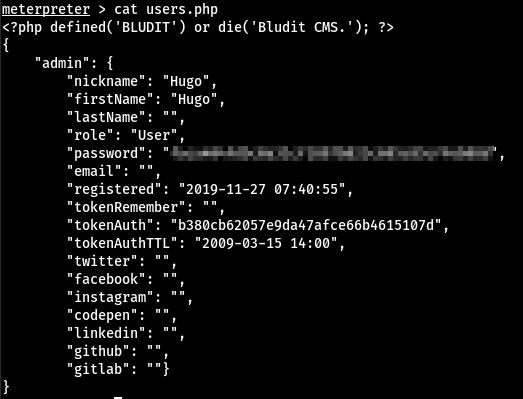 meterpreter > cat users.php
<?php defined('BLUDIT') or die('Bludit CMS.'); ?>
{
    "admin": {
        "nickname": "Hugo",
        "firstName": "Hugo",
        "lastName": "",
        "role": "User",
        "password": "",
        "email": "",
        "registered": "2019-11-27 07:40:55",
        "tokenRemember": "",
        "tokenAuth": "b380cb62057e9da47afce66b4615107d",
        "tokenAuthTTL": "2009-03-15 14:00",
        "twitter": "",
        "facebook": "",
        "instagram": "",
        "codepen": "",
        "linkedin": "",
        "github": "",
        "gitlab": ""}
}